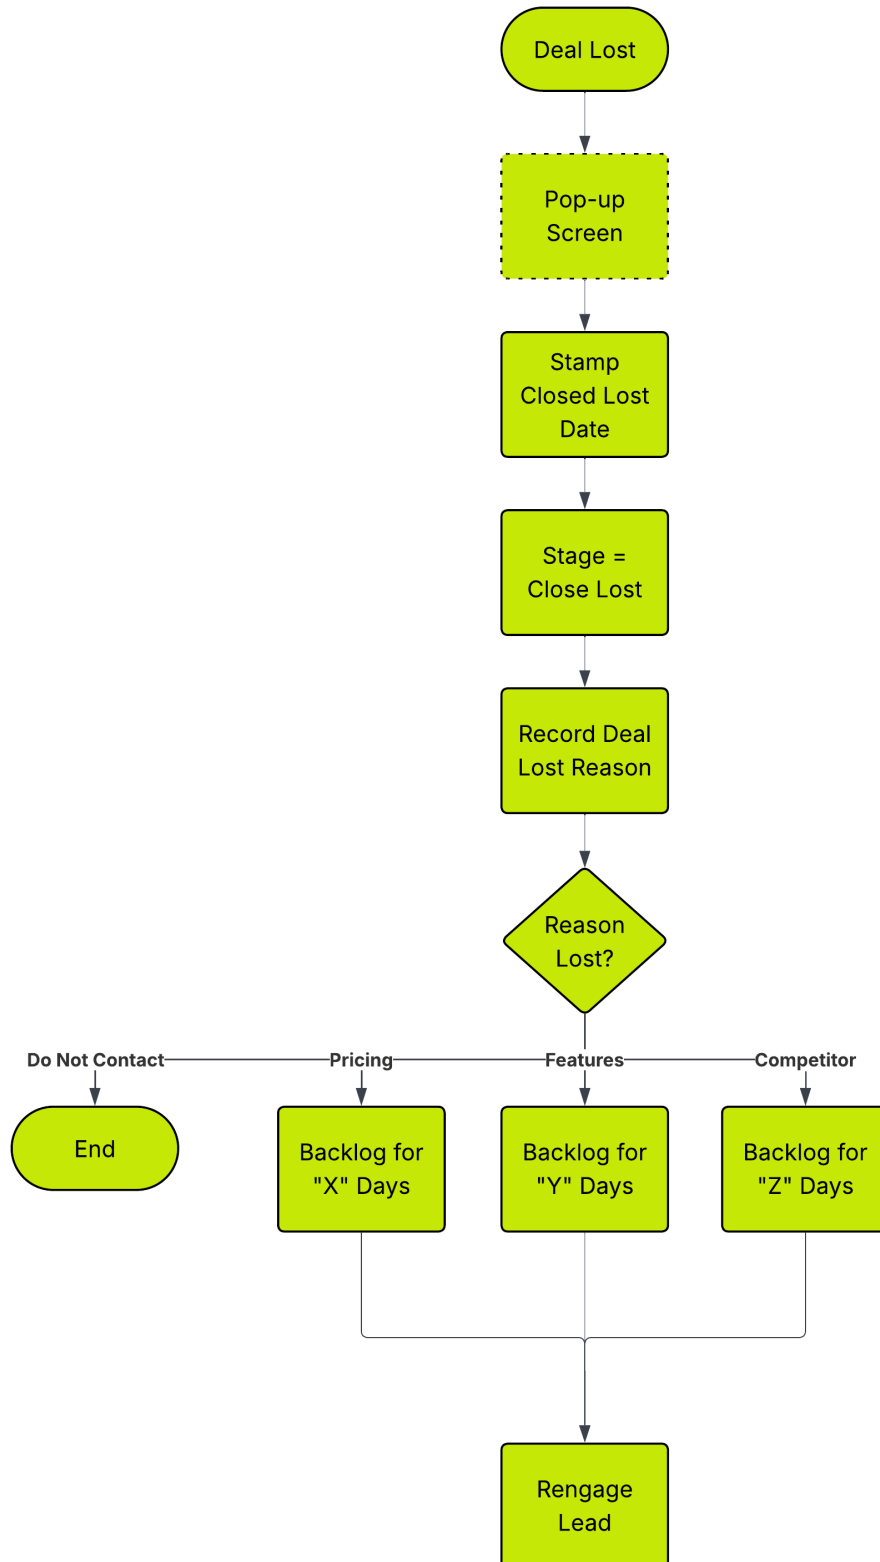 Deal Lost
Pop-up
Screen
Stamp
Closed Lost
Date
Stage =
Close Lost
Record Deal
Lost Reason
Reason
Lost?
Do Not Contact
Pricing
Features
Competitor
End
Backlog for
"X" Days
Backlog for
"Y" Days
Backlog for
"Z" Days
Rengage
Lead